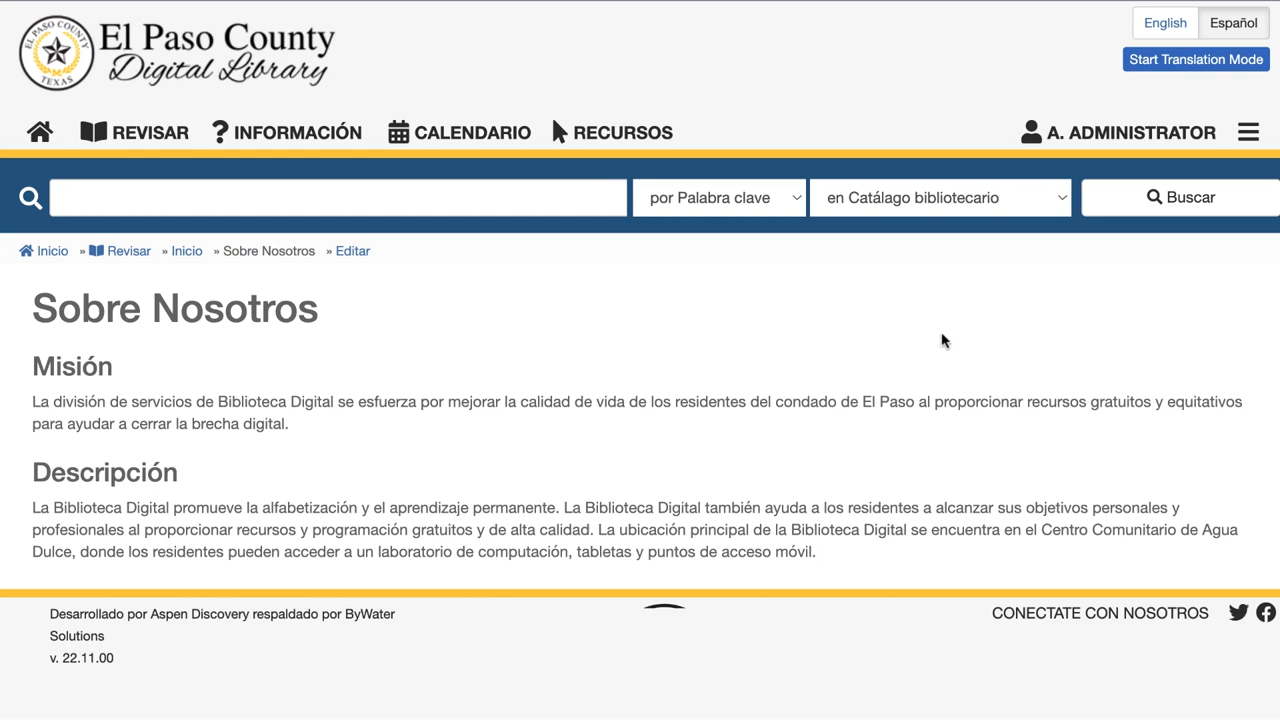 EL PASO COUNTY
TEXAS
El Paso County
Digital Library
English
Español
Start Translation Mode
REVISAR
INFORMACIÓN
CALENDARIO
RECURSOS
A. ADMINISTRATOR
por Palabra clave
en Catálago bibliotecario
Buscar
Inicio » Revisar » Inicio » Sobre Nosotros » Editar
Sobre Nosotros
Misión
La división de servicios de Biblioteca Digital se esfuerza por mejorar la calidad de vida de los residentes del condado de El Paso al proporcionar recursos gratuitos y equitativos
para ayudar a cerrar la brecha digital.
Descripción
La Biblioteca Digital promueve la alfabetización y el aprendizaje permanente. La Biblioteca Digital también ayuda a los residentes a alcanzar sus objetivos personales y
profesionales al proporcionar recursos y programación gratuitos y de alta calidad. La ubicación principal de la Biblioteca Digital se encuentra en el Centro Comunitario de Agua
Dulce, donde los residentes pueden acceder a un laboratorio de computación, tabletas y puntos de acceso móvil.
Desarrollado por Aspen Discovery respaldado por ByWater
Solutions
v. 22.11.00
CONECTATE CON NOSOTROS